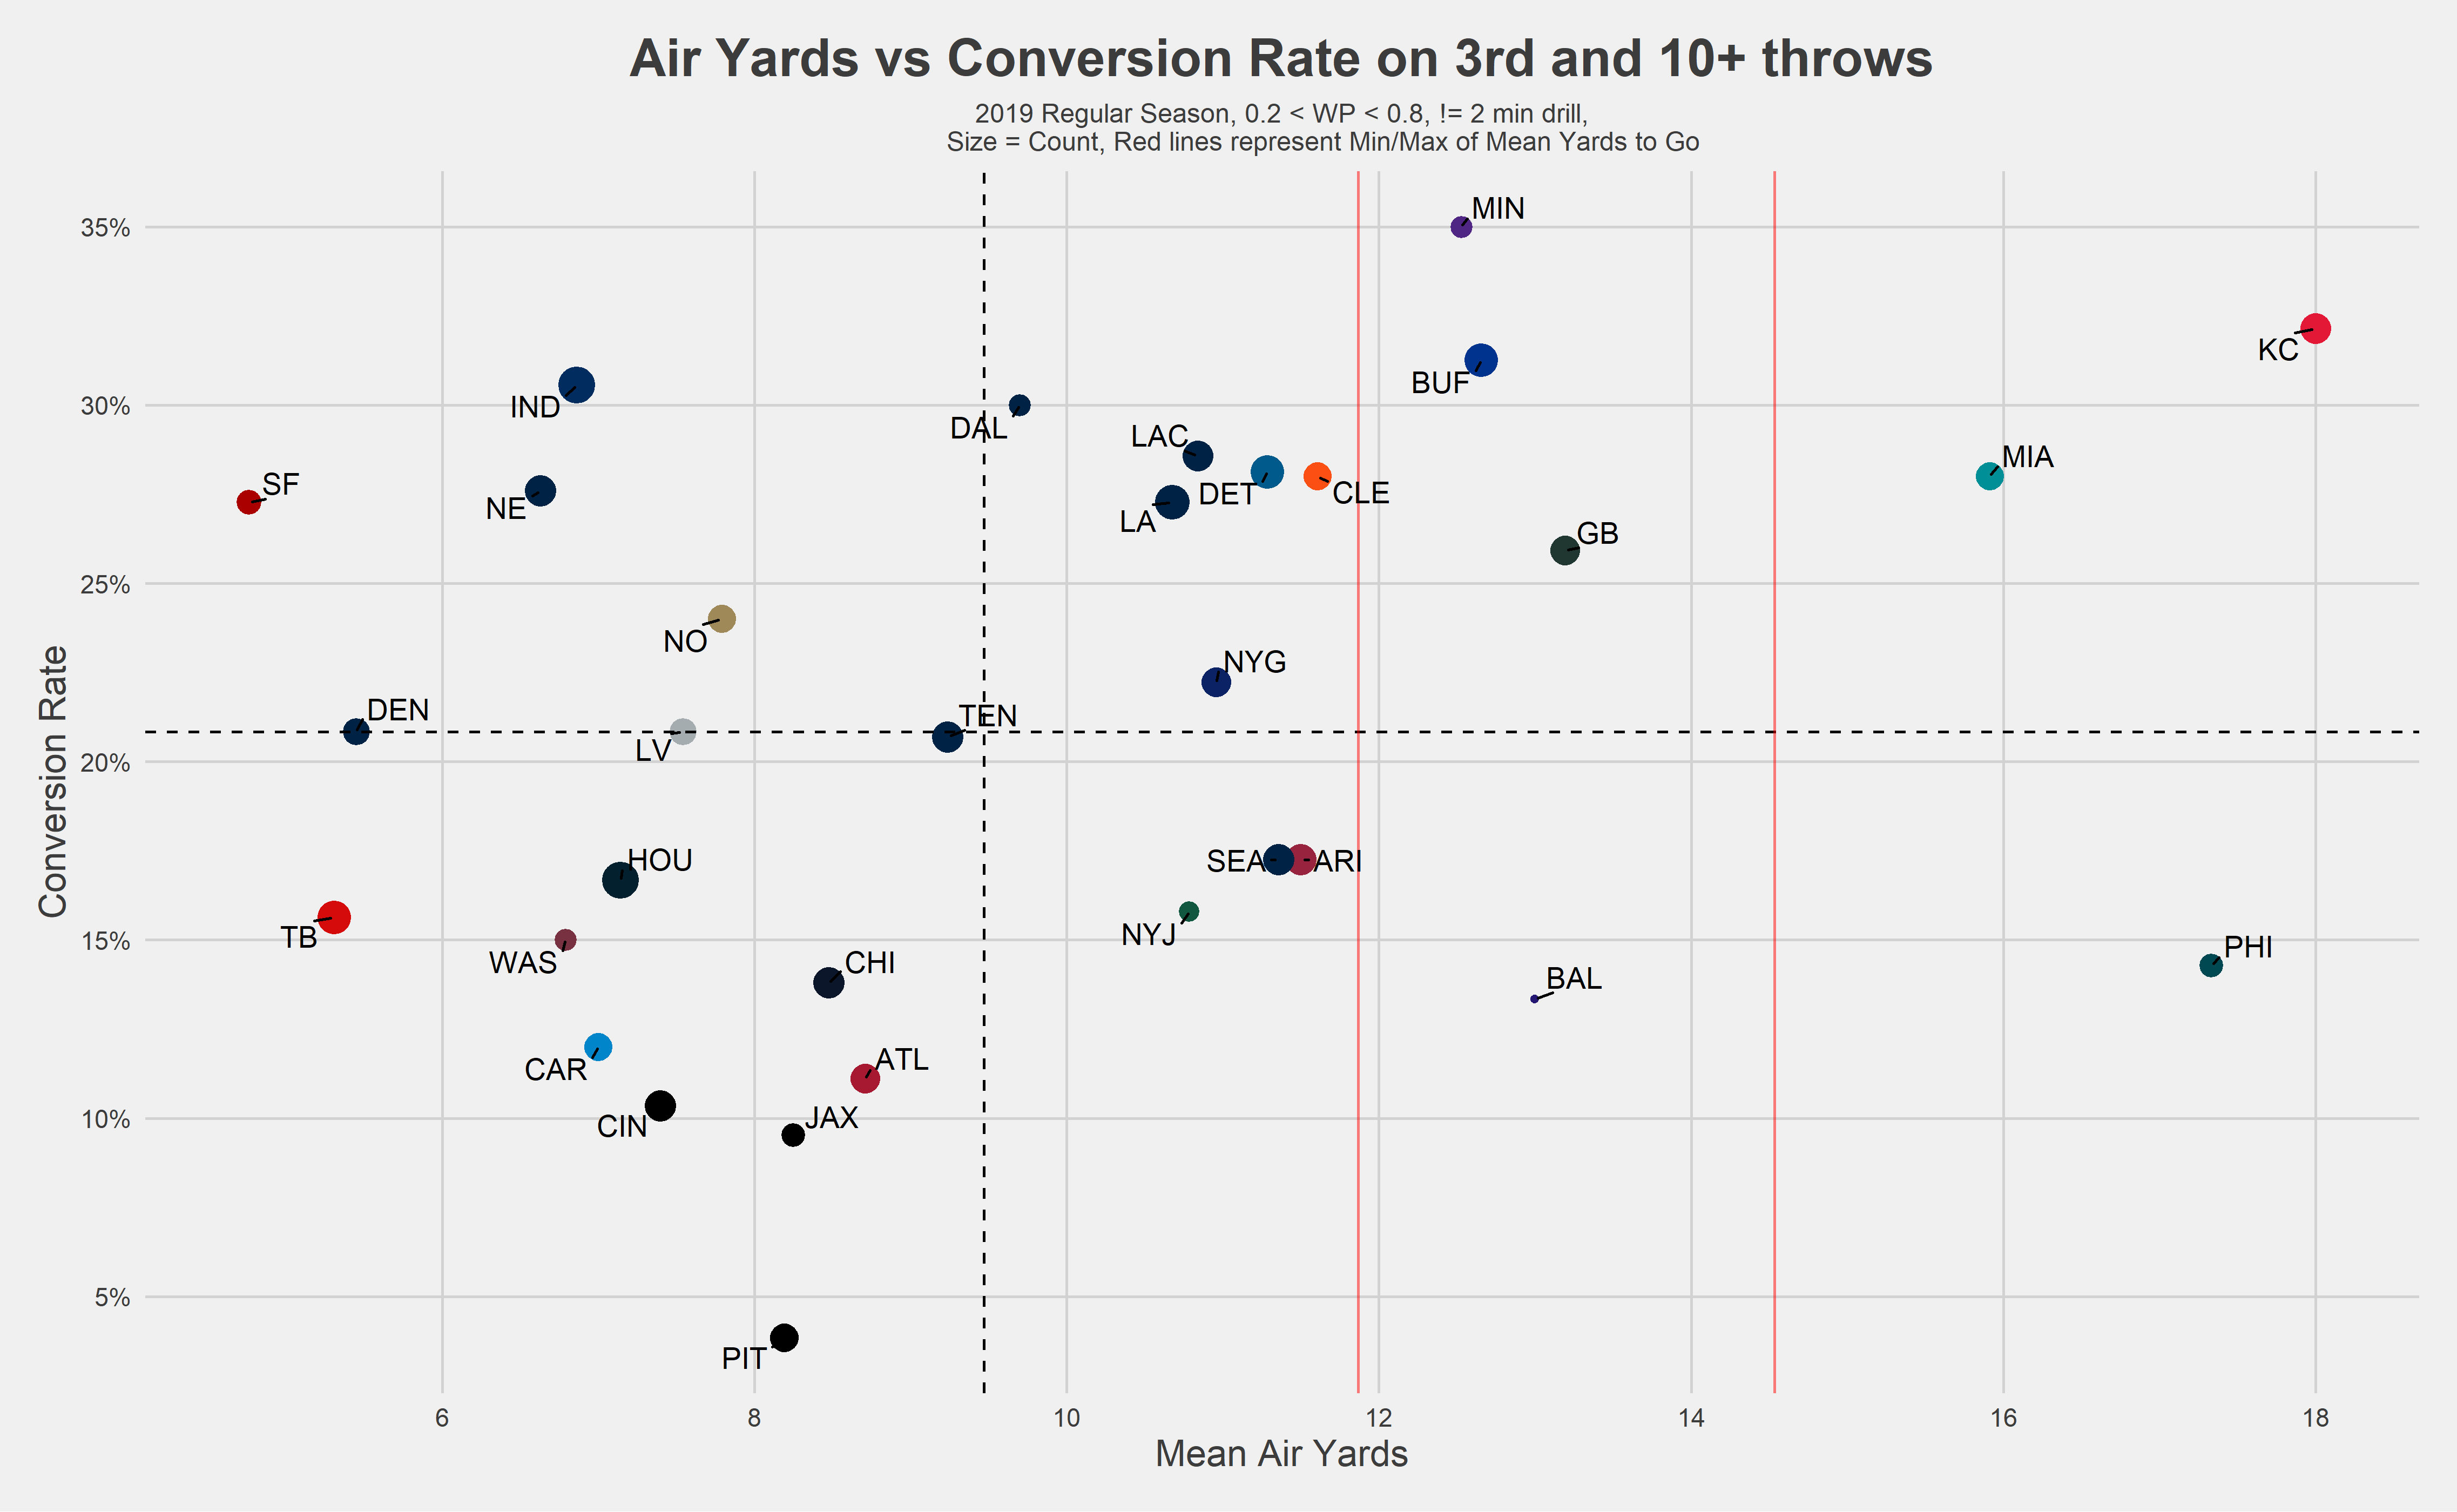 Air Yards vs Conversion Rate on 3rd and 10+ throws
2019 Regular Season, 0.2 < WP < 0.8, != 2 min drill,
Size = Count, Red lines represent Min/Max of Mean Yards to Go
Conversion Rate
35%
30%
25%
20%
15%
10%
5%
MIN
KC
BUF
IND
DAL
LAC
MIA
SF
DET
CLE
NE
LA
GB
NO
NYG
DEN
TEN
LV
HOU
SEA
ARI
TB
NYJ
WAS
CHI
PHI
BAL
CAR
ATL
CIN
JAX
PIT
6
8
10
12
14
16
18
Mean Air Yards